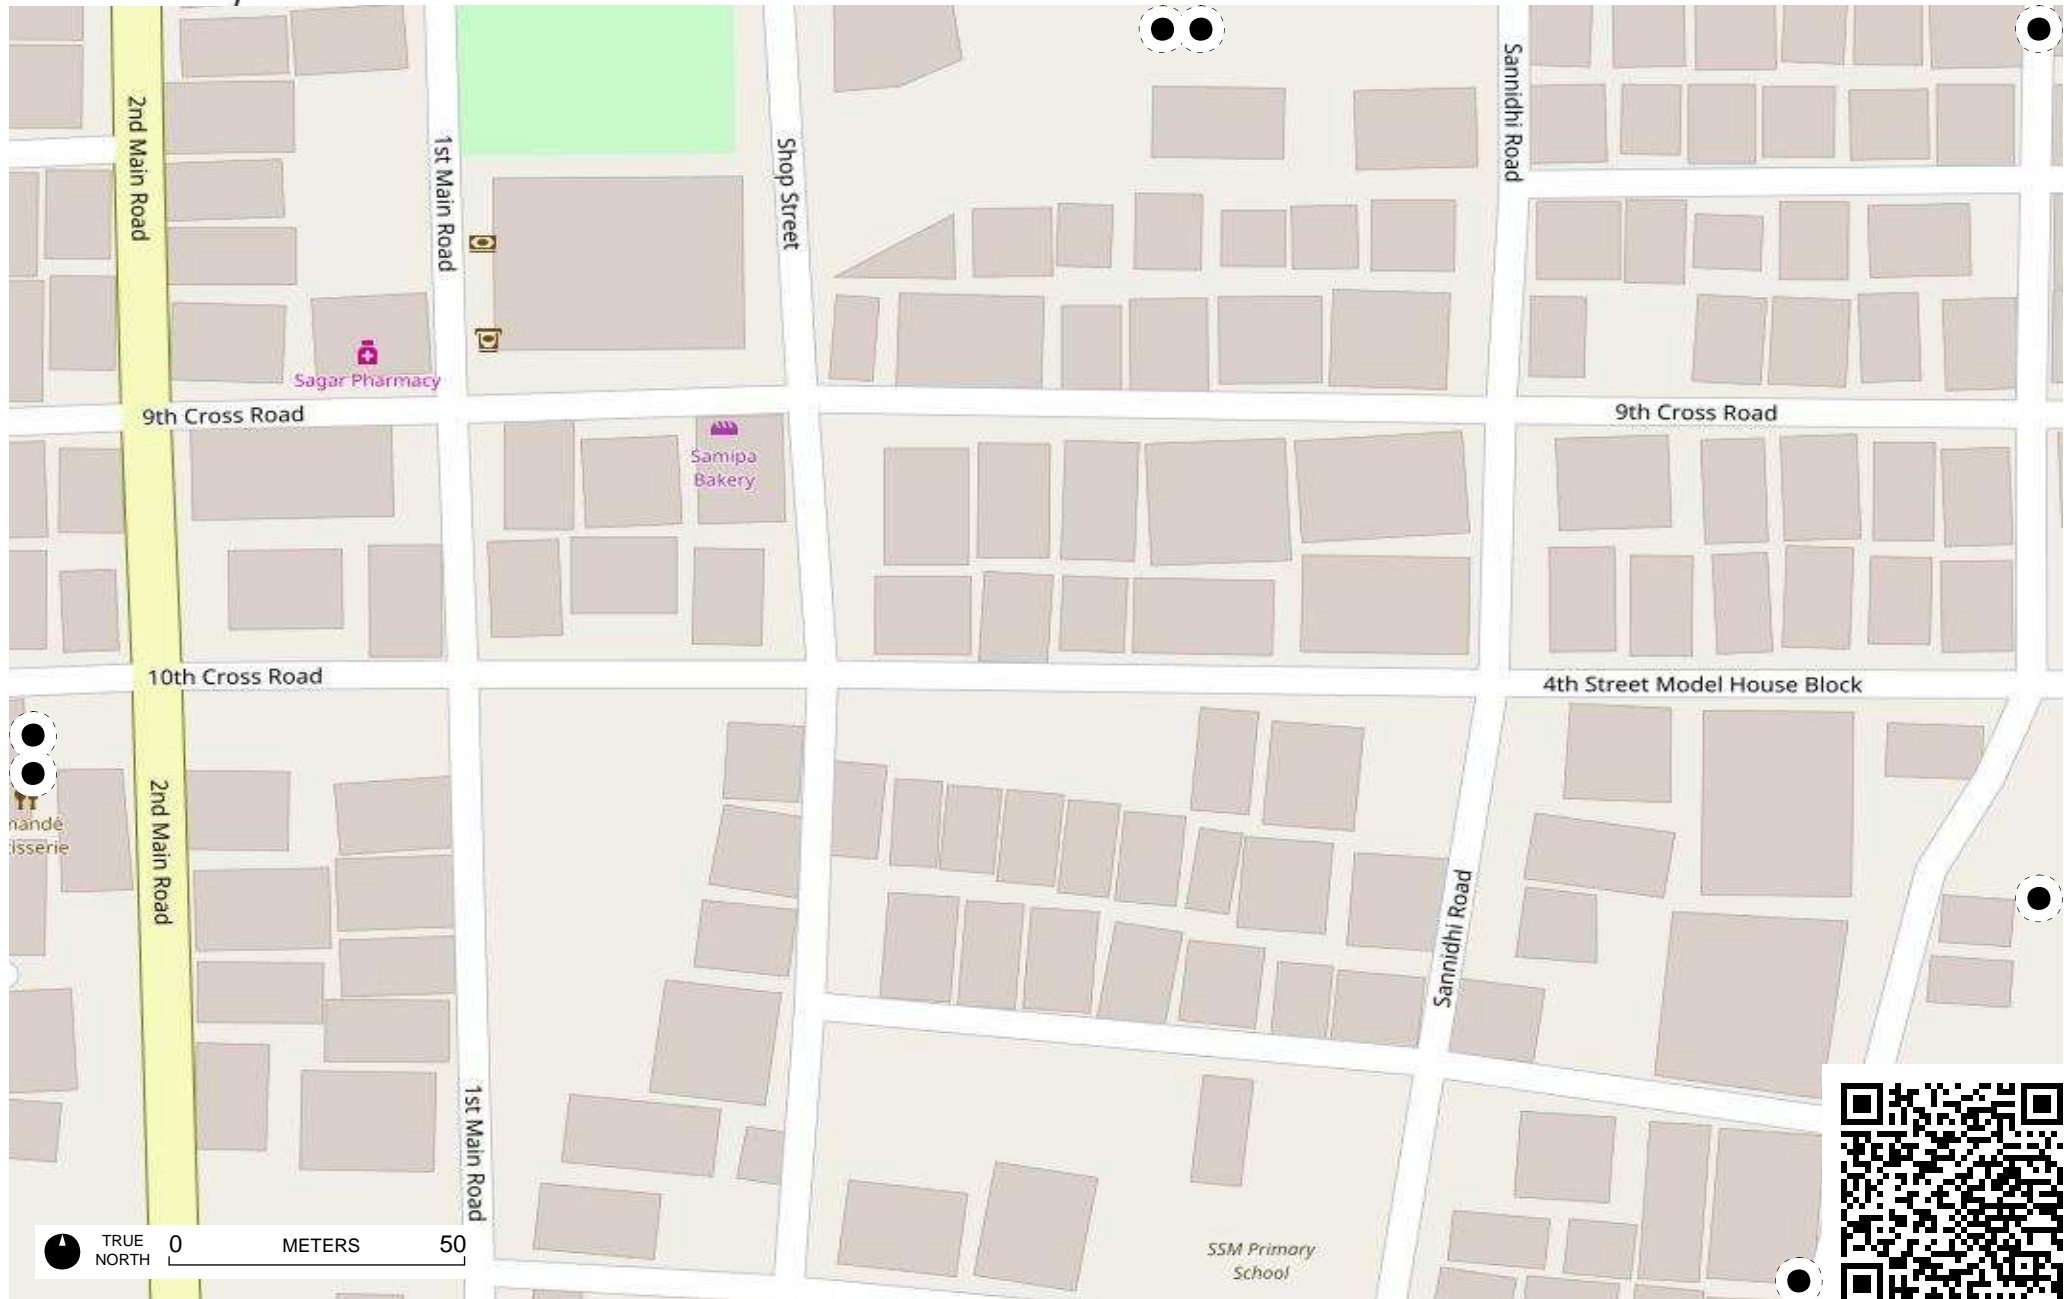 2nd Main Road
1st Main Road
Shop Street
Sannidhi Road
Sagar Pharmacy
9th Cross Road
9th Cross Road
Samipa
Bakery
10th Cross Road
4th Street Model House Block
2nd Main Road
Sannidhi Road
1st Main Road
SSM Primary
School
TRUE
NORTH
0
METERS
50